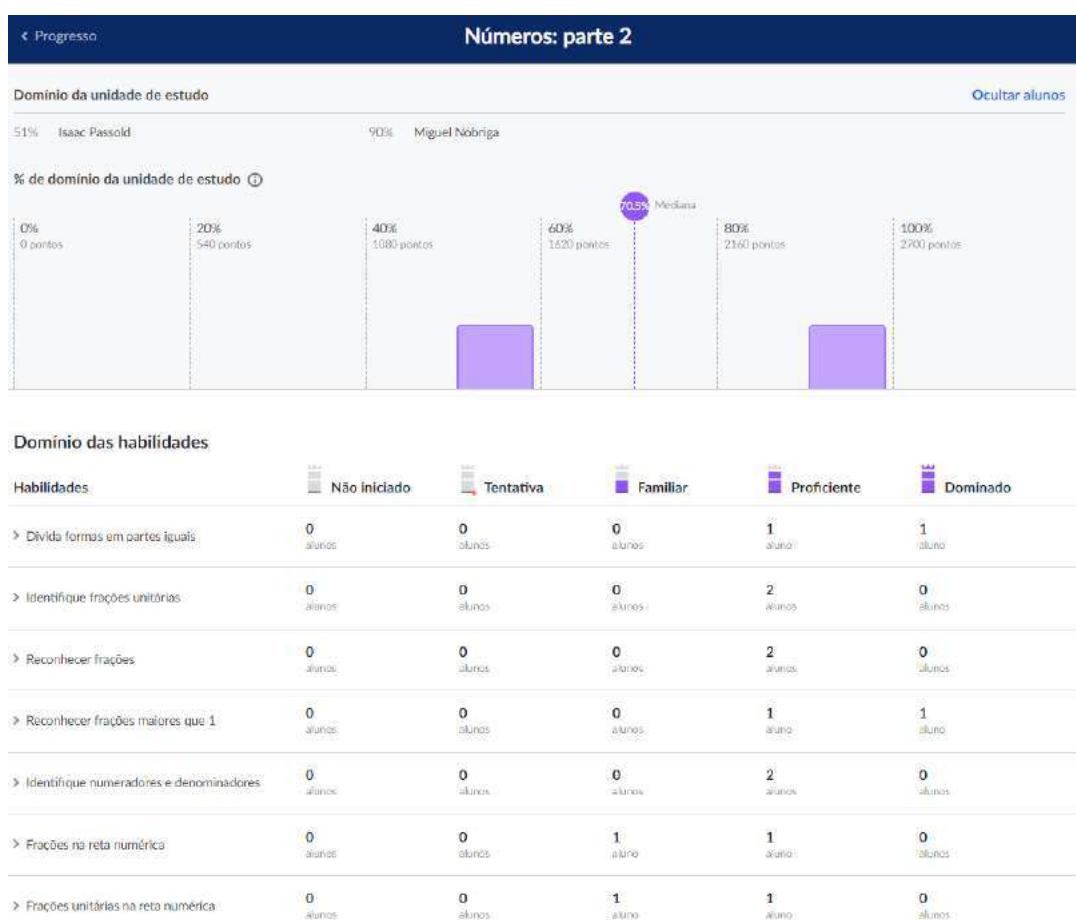 < Progresso
Números: parte 2
Domínio da unidade de estudo
Ocultar alunos
51% Isaac Passold
90% Miguel Nobriga
% de domínio da unidade de estudo
70.5% Mediana
0% 20% 40% 60% 80% 100%
0 pontos 540 pontos 1080 pontos 1620 pontos 2160 pontos 2700 pontos
Domínio das habilidades
Habilidades Não iniciado Tentativa Familiar Proficiente Dominado
> Divida formas em partes iguais 0 0 0 1 1
alunos alunos alunos aluno aluno
> Identifique frações unitárias 0 0 0 2 0
alunos alunos alunos alunos alunos
> Reconhecer frações 0 0 0 2 0
alunos alunos alunos alunos alunos
> Reconhecer frações maiores que 1 0 0 0 1 1
alunos alunos alunos aluno aluno
> Identifique numeradores e denominadores 0 0 0 2 0
alunos alunos alunos alunos alunos
> Frações na reta numérica 0 0 1 1 0
alunos alunos aluno aluno alunos
> Frações unitárias na reta numérica 0 0 1 1 0
alunos alunos aluno aluno alunos